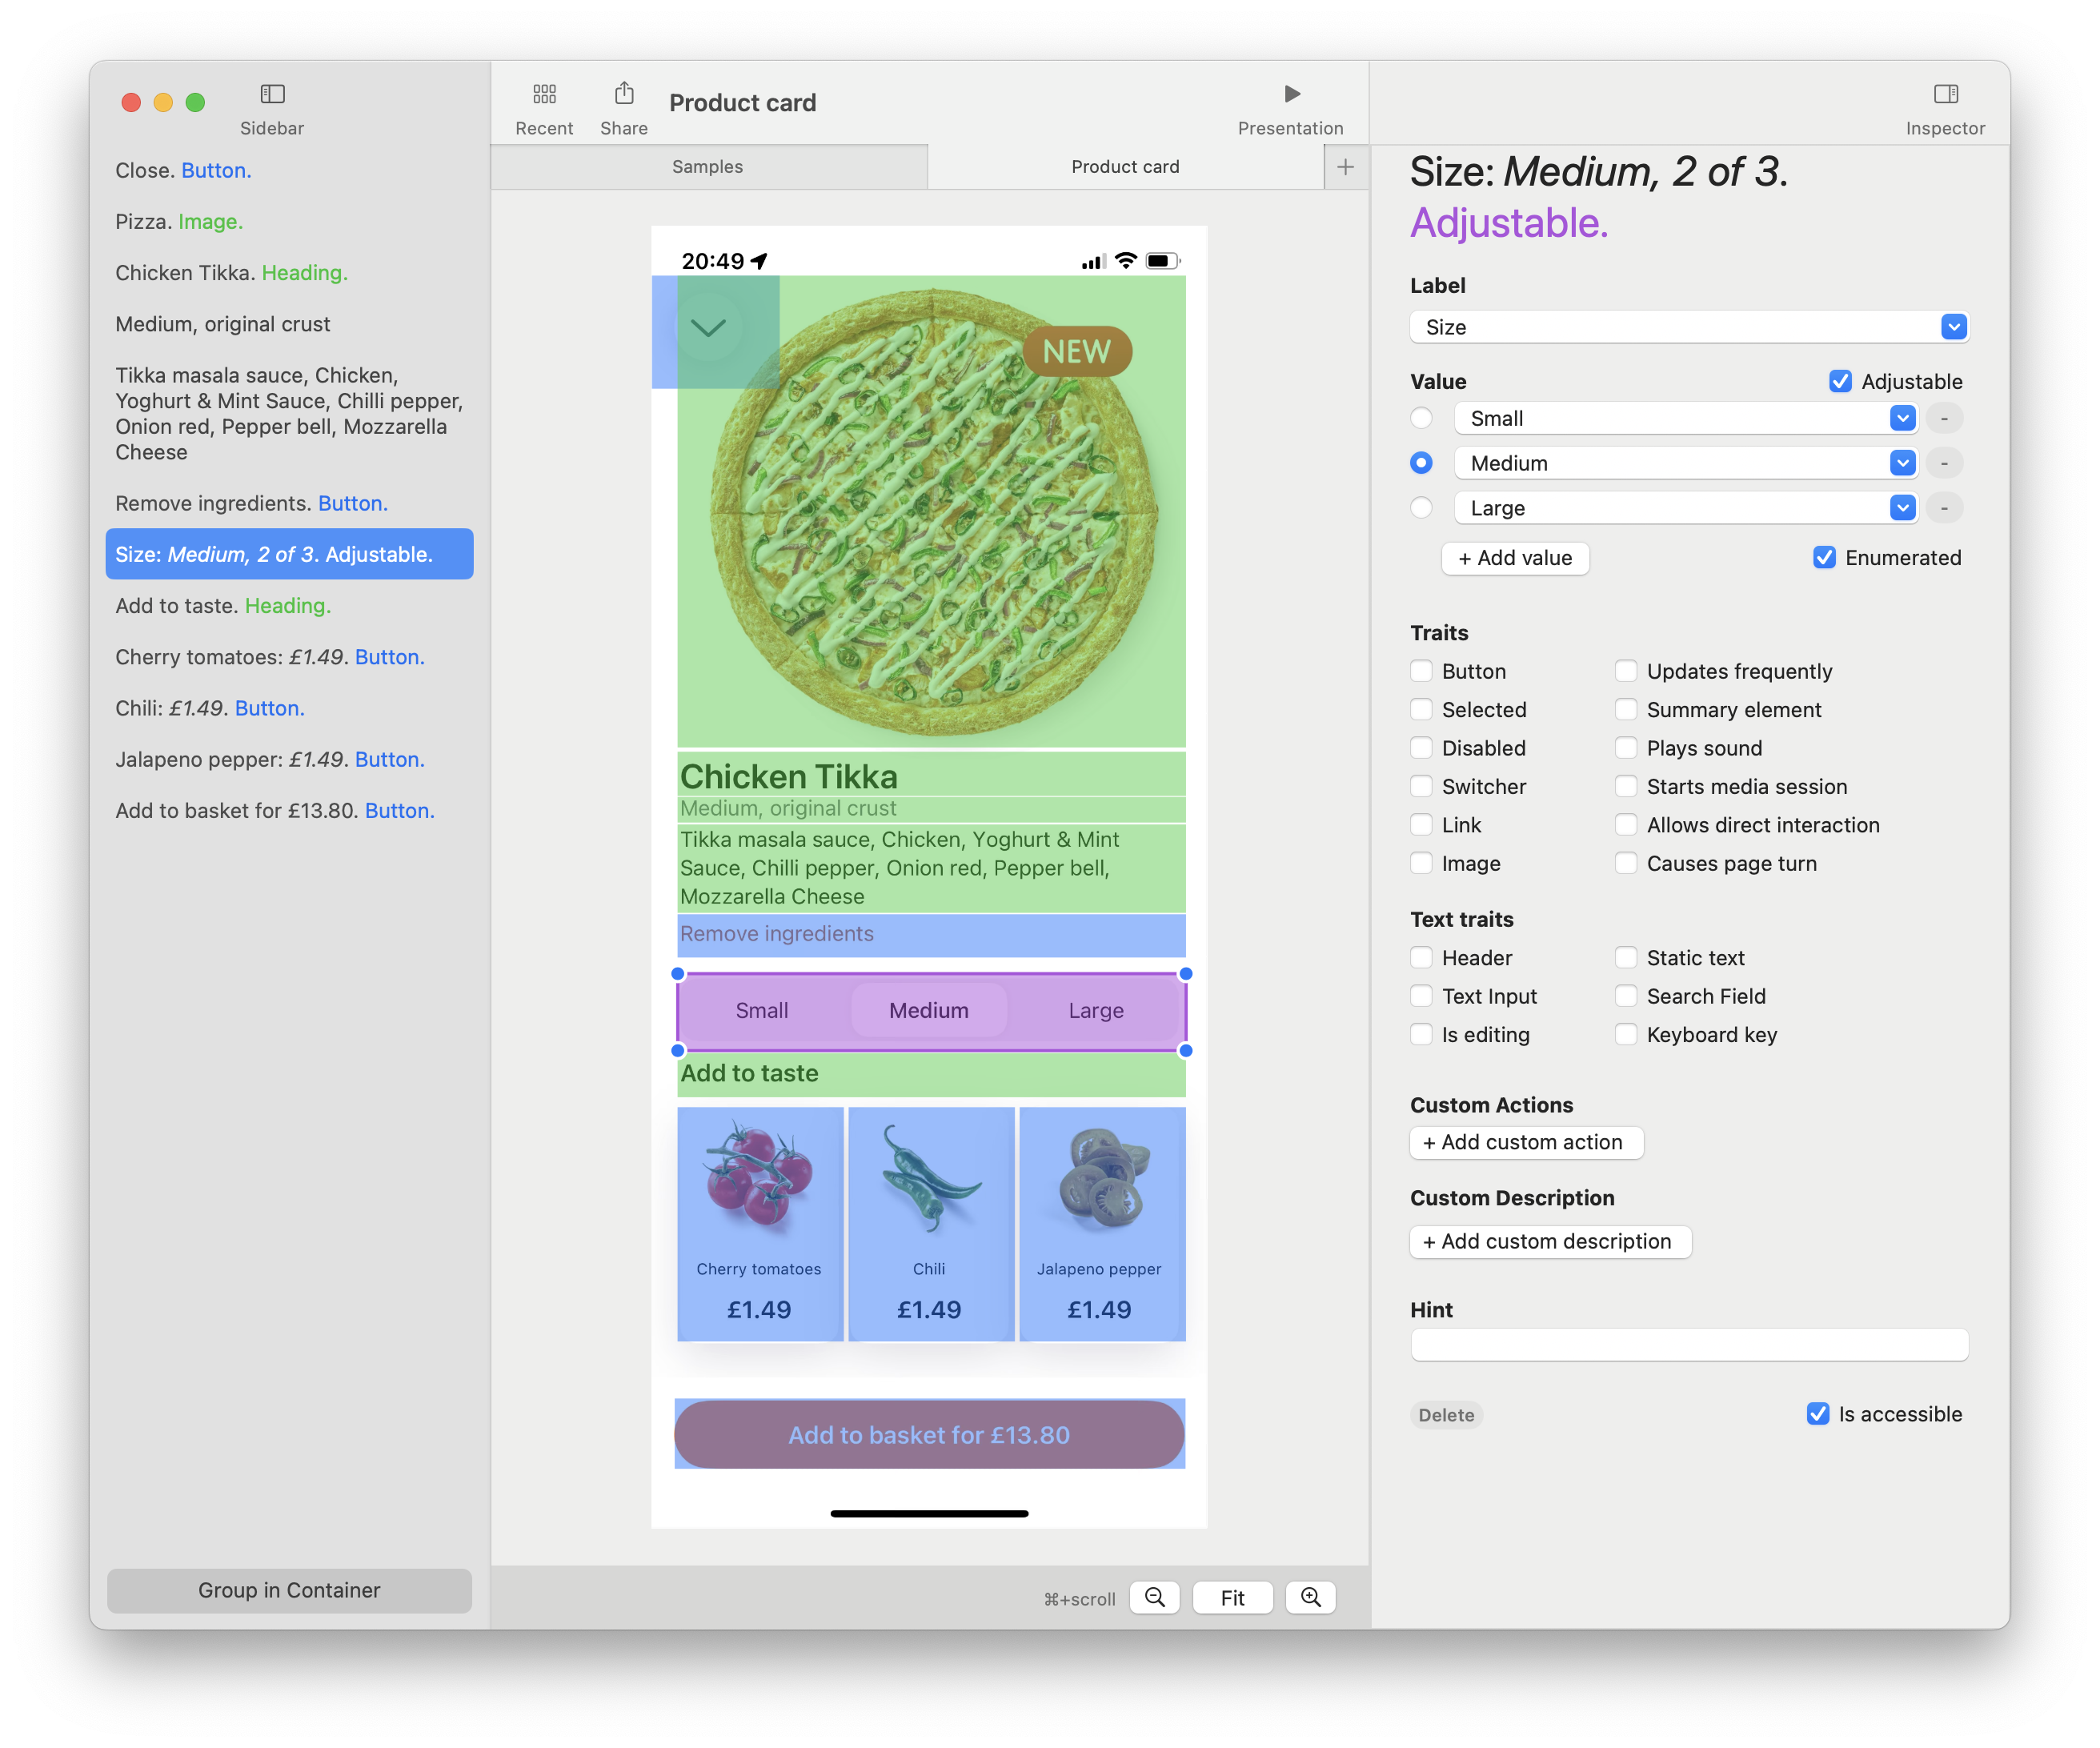 Sidebar
Close. Button.
Pizza. Image.
Chicken Tikka. Heading.
Medium, original crust
Tikka masala sauce, Chicken,
Yoghurt & Mint Sauce, Chilli pepper,
Onion red, Pepper bell, Mozzarella
Cheese
Remove ingredients. Button.
Size: Medium, 2 of 3. Adjustable.
Add to taste. Heading.
Cherry tomatoes: £1.49. Button.
Chili: £1.49. Button.
Jalapeno pepper: £1.49. Button.
Add to basket for £13.80. Button.
Group in Container
Recent
Share
Product card
Presentation
Samples
Product card
+
20:49
NEW
Chicken Tikka
Medium, original crust
Tikka masala sauce, Chicken, Yoghurt & Mint
Sauce, Chilli pepper, Onion red, Pepper bell,
Mozzarella Cheese
Remove ingredients
Small Medium Large
Add to taste
Cherry tomatoes Chili Jalapeno pepper
£1.49 £1.49 £1.49
Add to basket for £13.80
⌘+scroll Fit
Inspector
Size: Medium, 2 of 3.
Adjustable.
Label
Size
Value Adjustable
Small -
Medium -
Large -
+ Add value Enumerated
Traits
Button Updates frequently
Selected Summary element
Disabled Plays sound
Switcher Starts media session
Link Allows direct interaction
Image Causes page turn
Text traits
Header Static text
Text Input Search Field
Is editing Keyboard key
Custom Actions
+ Add custom action
Custom Description
+ Add custom description
Hint
Delete Is accessible